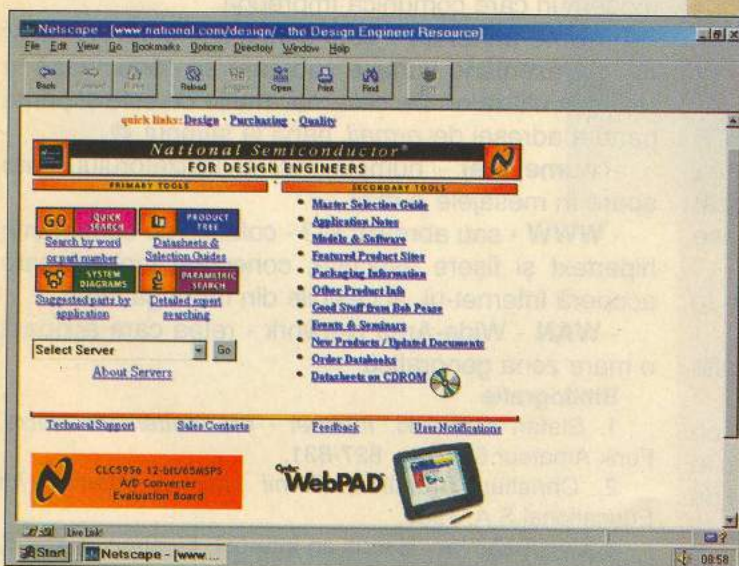 Netscape - [www.national.com/design/ - the Design Engineer Resource]
File Edit View Go Bookmarks Options Directory Window Help
Back Forward Home Reload Images Open Print Find Stop
quick links: Design · Purchasing · Quality
National Semiconductor®
FOR DESIGN ENGINEERS
PRIMARY TOOLS
GO QUICK SEARCH
Search by word
or part number
PRODUCT TREE
Datasheets &
Selection Guides
SYSTEM DIAGRAMS
Suggested parts by
application
PARAMETRIC SEARCH
Detailed expert
searching
Select Server Go
About Servers
SECONDARY TOOLS
Master Selection Guide
Application Notes
Models & Software
Featured Product Sites
Packaging Information
Other Product Info
Good Stuff from Bob Pease
Events & Seminars
New Products / Updated Documents
Order Databooks
Datasheets on CDROM
Technical Support Sales Contacts Feedback User Notifications
CLC5956 12-bit/65MSPS
A/D Converter
Evaluation Board
WebPAD
Live Link!
Start Netscape - [www.... 08:58